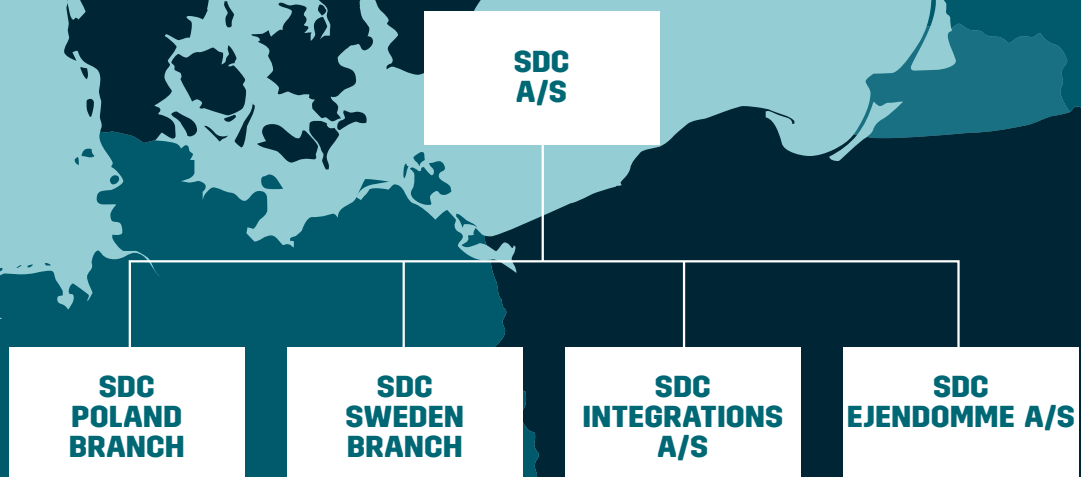 SDC
A/S
SDC
POLAND
BRANCH
SDC
SWEDEN
BRANCH
SDC
INTEGRATIONS
A/S
SDC
EJENDOMME A/S